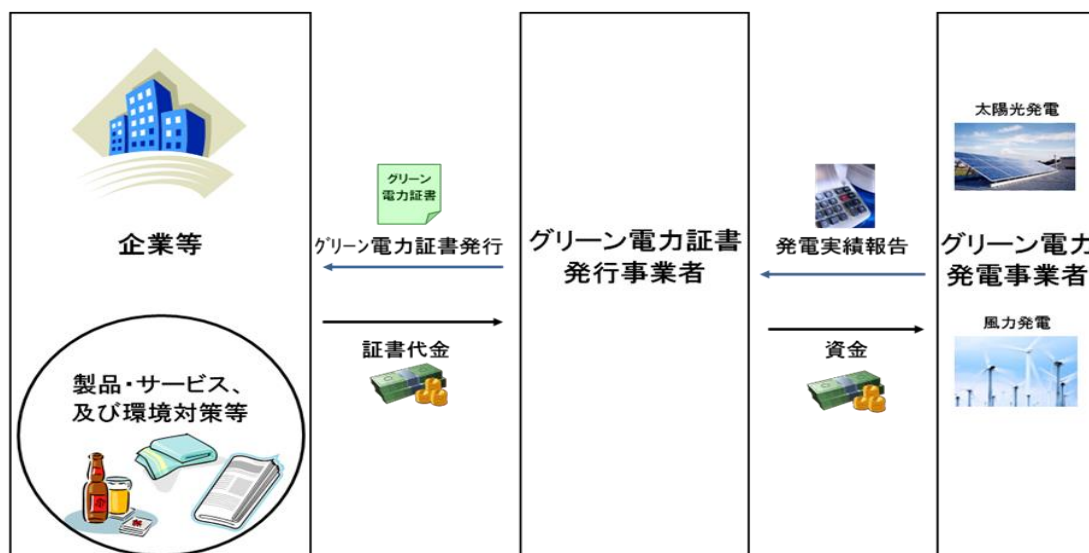 企業等
製品・サービス、
及び環境対策等
グリーン
電力証書
グリーン電力証書発行
証書代金
グリーン電力証書
発行事業者
発電実績報告
資金
太陽光発電
グリーン電力
発電事業者
風力発電